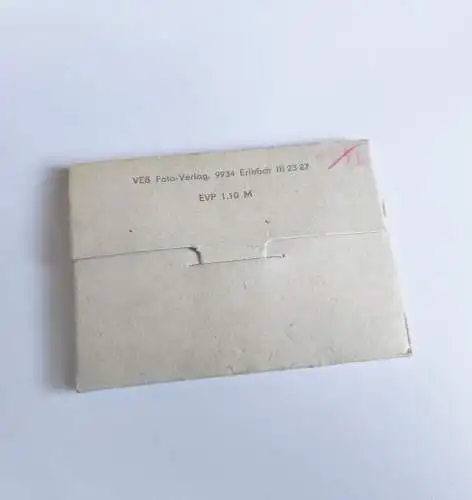 VEB Foto-Verlag, 9934 Erlbach III 23 27
EVP 1.10 M